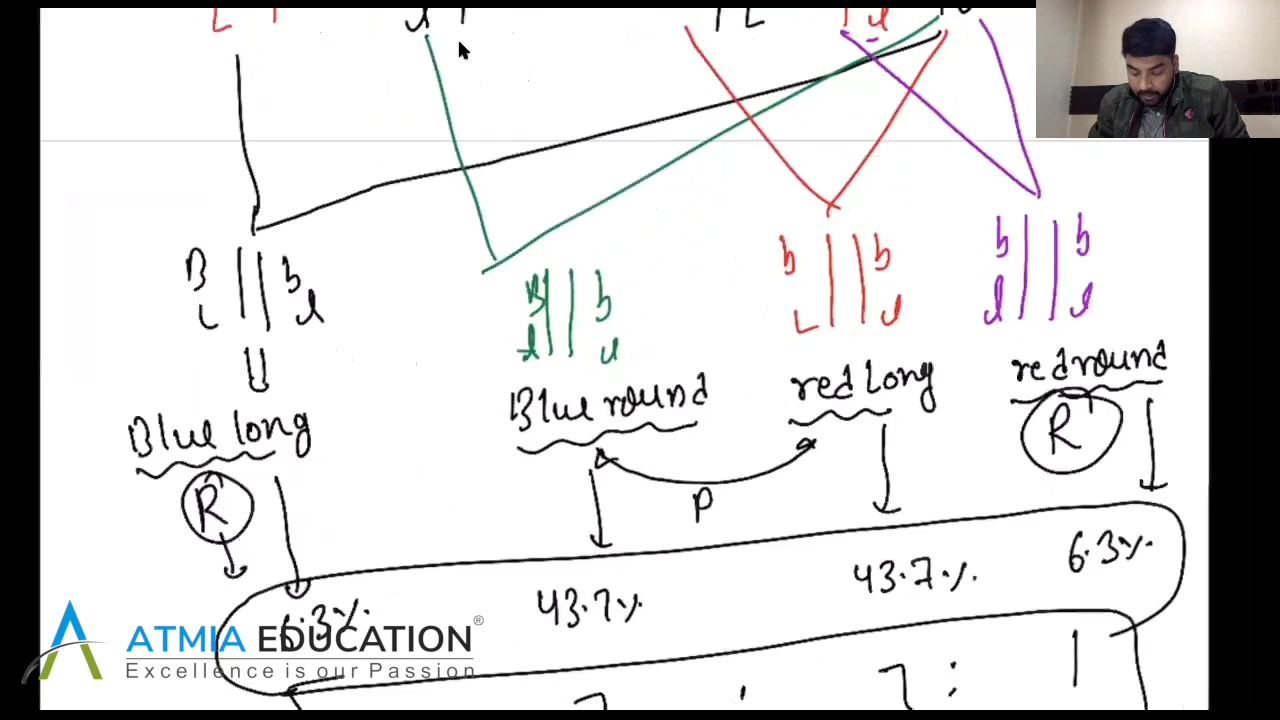 B b
L l
B b
l l
b b
L l
b b
l l
Blue long
Blue round
red Long
red round
R
P
R
6.3%
43.7%
43.7%
6.3%
7 : 7 : 1
ATMIA EDUCATION®
Excellence is our Passion